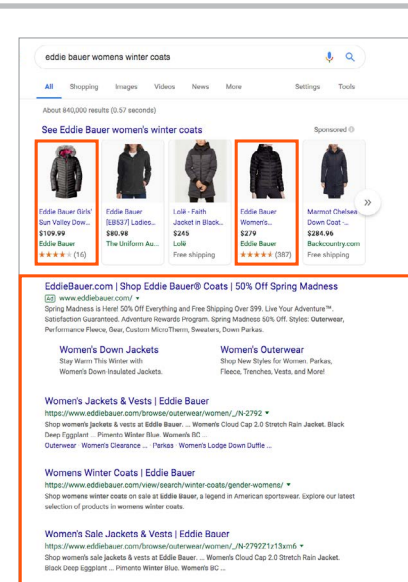 eddie bauer womens winter coats
All Shopping Images Videos News More Settings Tools
About 840,000 results (0.57 seconds)
See Eddie Bauer women's winter coats Sponsored
Eddie Bauer Girls' Sun Valley Dow...
$109.99
Eddie Bauer
(16)
Eddie Bauer [EB537] Ladies...
$80.98
The Uniform Au...
Lolë - Faith Jacket in Black...
$245
Lolë
Free shipping
Eddie Bauer Women's...
$279
Eddie Bauer
(387)
Marmot Chelsea Down Coat -...
$284.96
Backcountry.com
Free shipping
EddieBauer.com | Shop Eddie Bauer® Coats | 50% Off Spring Madness
Ad www.eddiebauer.com/
Spring Madness is Here! 50% Off Everything and Free Shipping Over $99. Live Your Adventure™.
Satisfaction Guaranteed. Adventure Rewards Program. Spring Madness 50% Off. Styles: Outerwear,
Performance Fleece, Gear, Custom MicroTherm, Sweaters, Down Parkas.
Women's Down Jackets
Stay Warm This Winter with
Women's Down Insulated Jackets.
Women's Outerwear
Shop New Styles for Women. Parkas,
Fleece, Trenches, Vests, and More!
Women's Jackets & Vests | Eddie Bauer
https://www.eddiebauer.com/browse/outerwear/women/_/N-2792
Shop women's jackets & vests at Eddie Bauer. ... Women's Cloud Cap 2.0 Stretch Rain Jacket. Black
Deep Eggplant ... Pimento Winter Blue. Women's BC ...
Outerwear · Women's Clearance ... · Parkas · Women's Lodge Down Duffle ...
Womens Winter Coats | Eddie Bauer
https://www.eddiebauer.com/view/search/winter-coats/gender-womens/
Shop womens winter coats on sale at Eddie Bauer, a legend in American sportswear. Explore our latest
selection of products in womens winter coats.
Women's Sale Jackets & Vests | Eddie Bauer
https://www.eddiebauer.com/browse/outerwear/women/_/N-2792Z1z13xm6
Shop women's sale jackets & vests at Eddie Bauer. ... Women's Cloud Cap 2.0 Stretch Rain Jacket.
Black Deep Eggplant ... Pimento Winter Blue. Women's BC ...